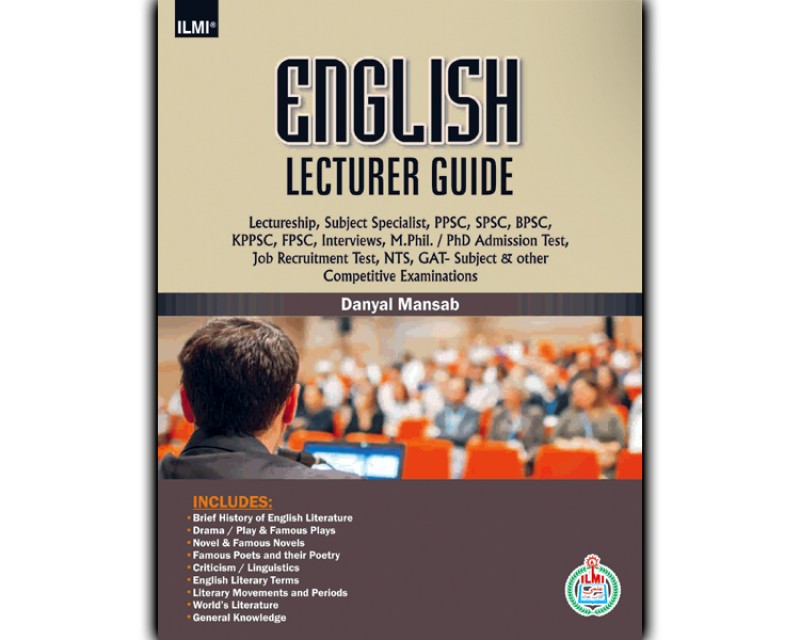 ILMI®
ENGLISH
LECTURER GUIDE
Lectureship, Subject Specialist, PPSC, SPSC, BPSC,
KPPSC, FPSC, Interviews, M.Phil. / PhD Admission Test,
Job Recruitment Test, NTS, GAT- Subject & other
Competitive Examinations
Danyal Mansab
INCLUDES:
• Brief History of English Literature
• Drama / Play & Famous Plays
• Novel & Famous Novels
• Famous Poets and their Poetry
• Criticism / Linguistics
• English Literary Terms
• Literary Movements and Periods
• World's Literature
• General Knowledge
ILMI